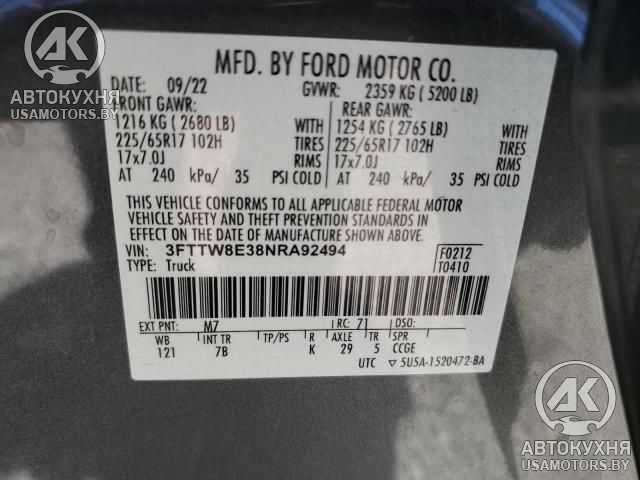 AK
АВТОКУХНЯ
USAMOTORS.BY
MFD. BY FORD MOTOR CO.
DATE: 09/22 GVWR: 2359 KG ( 5200 LB)
FRONT GAWR: REAR GAWR:
1216 KG ( 2680 LB) WITH 1254 KG ( 2765 LB) WITH
225/65R17 102H TIRES 225/65R17 102H TIRES
17x7.0J RIMS 17x7.0J RIMS
AT 240 kPa/ 35 PSI COLD AT 240 kPa/ 35 PSI COLD
THIS VEHICLE CONFORMS TO ALL APPLICABLE FEDERAL MOTOR
VEHICLE SAFETY AND THEFT PREVENTION STANDARDS IN
EFFECT ON THE DATE OF MANUFACTURE SHOWN ABOVE.
VIN: 3FTTW8E38NRA92494 F0212
TYPE: Truck T0410
EXT PNT: M7 RC: 71 DSO:
WB INT TR TP/PS R AXLE TR SPR
121 7B K 29 5 CCGE
UTC ▽5U5A-1520472-BA
AK
АВТОКУХНЯ
USAMOTORS.BY